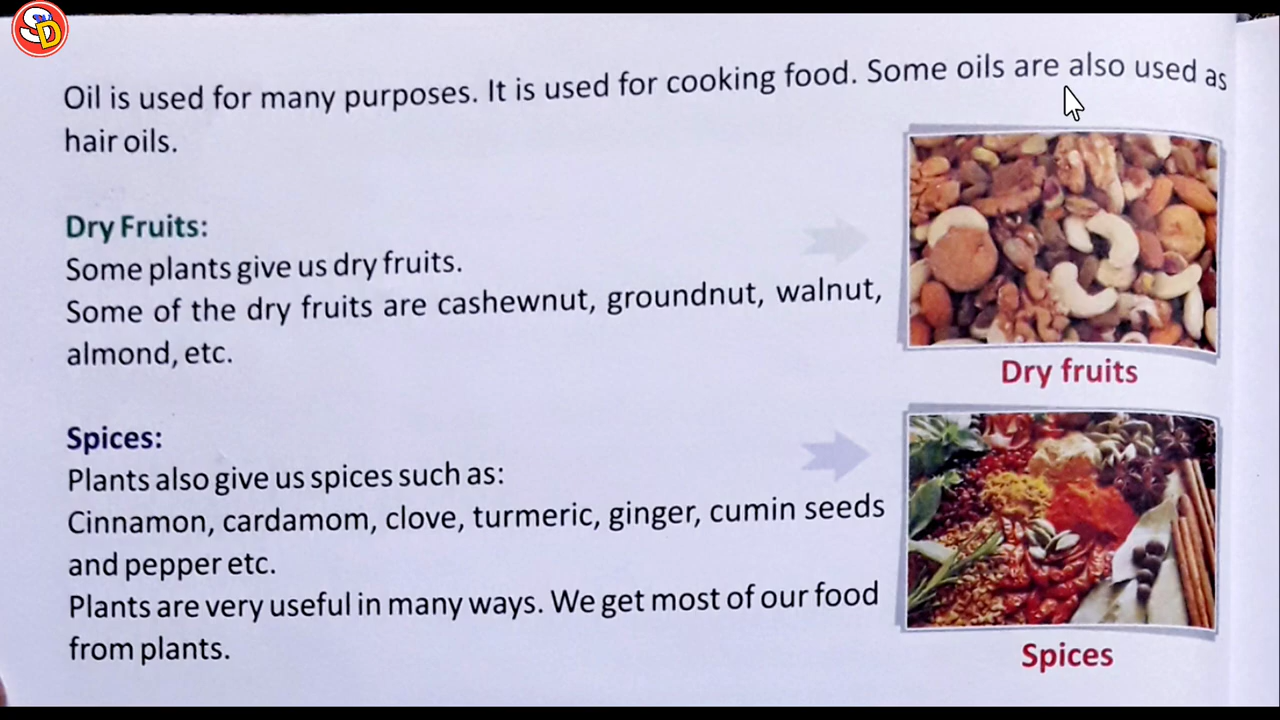 SD
Oil is used for many purposes. It is used for cooking food. Some oils are also used as
hair oils.
Dry Fruits:
Some plants give us dry fruits.
Some of the dry fruits are cashewnut, groundnut, walnut,
almond, etc.
Dry fruits
Spices:
Plants also give us spices such as:
Cinnamon, cardamom, clove, turmeric, ginger, cumin seeds
and pepper etc.
Plants are very useful in many ways. We get most of our food
from plants.
Spices